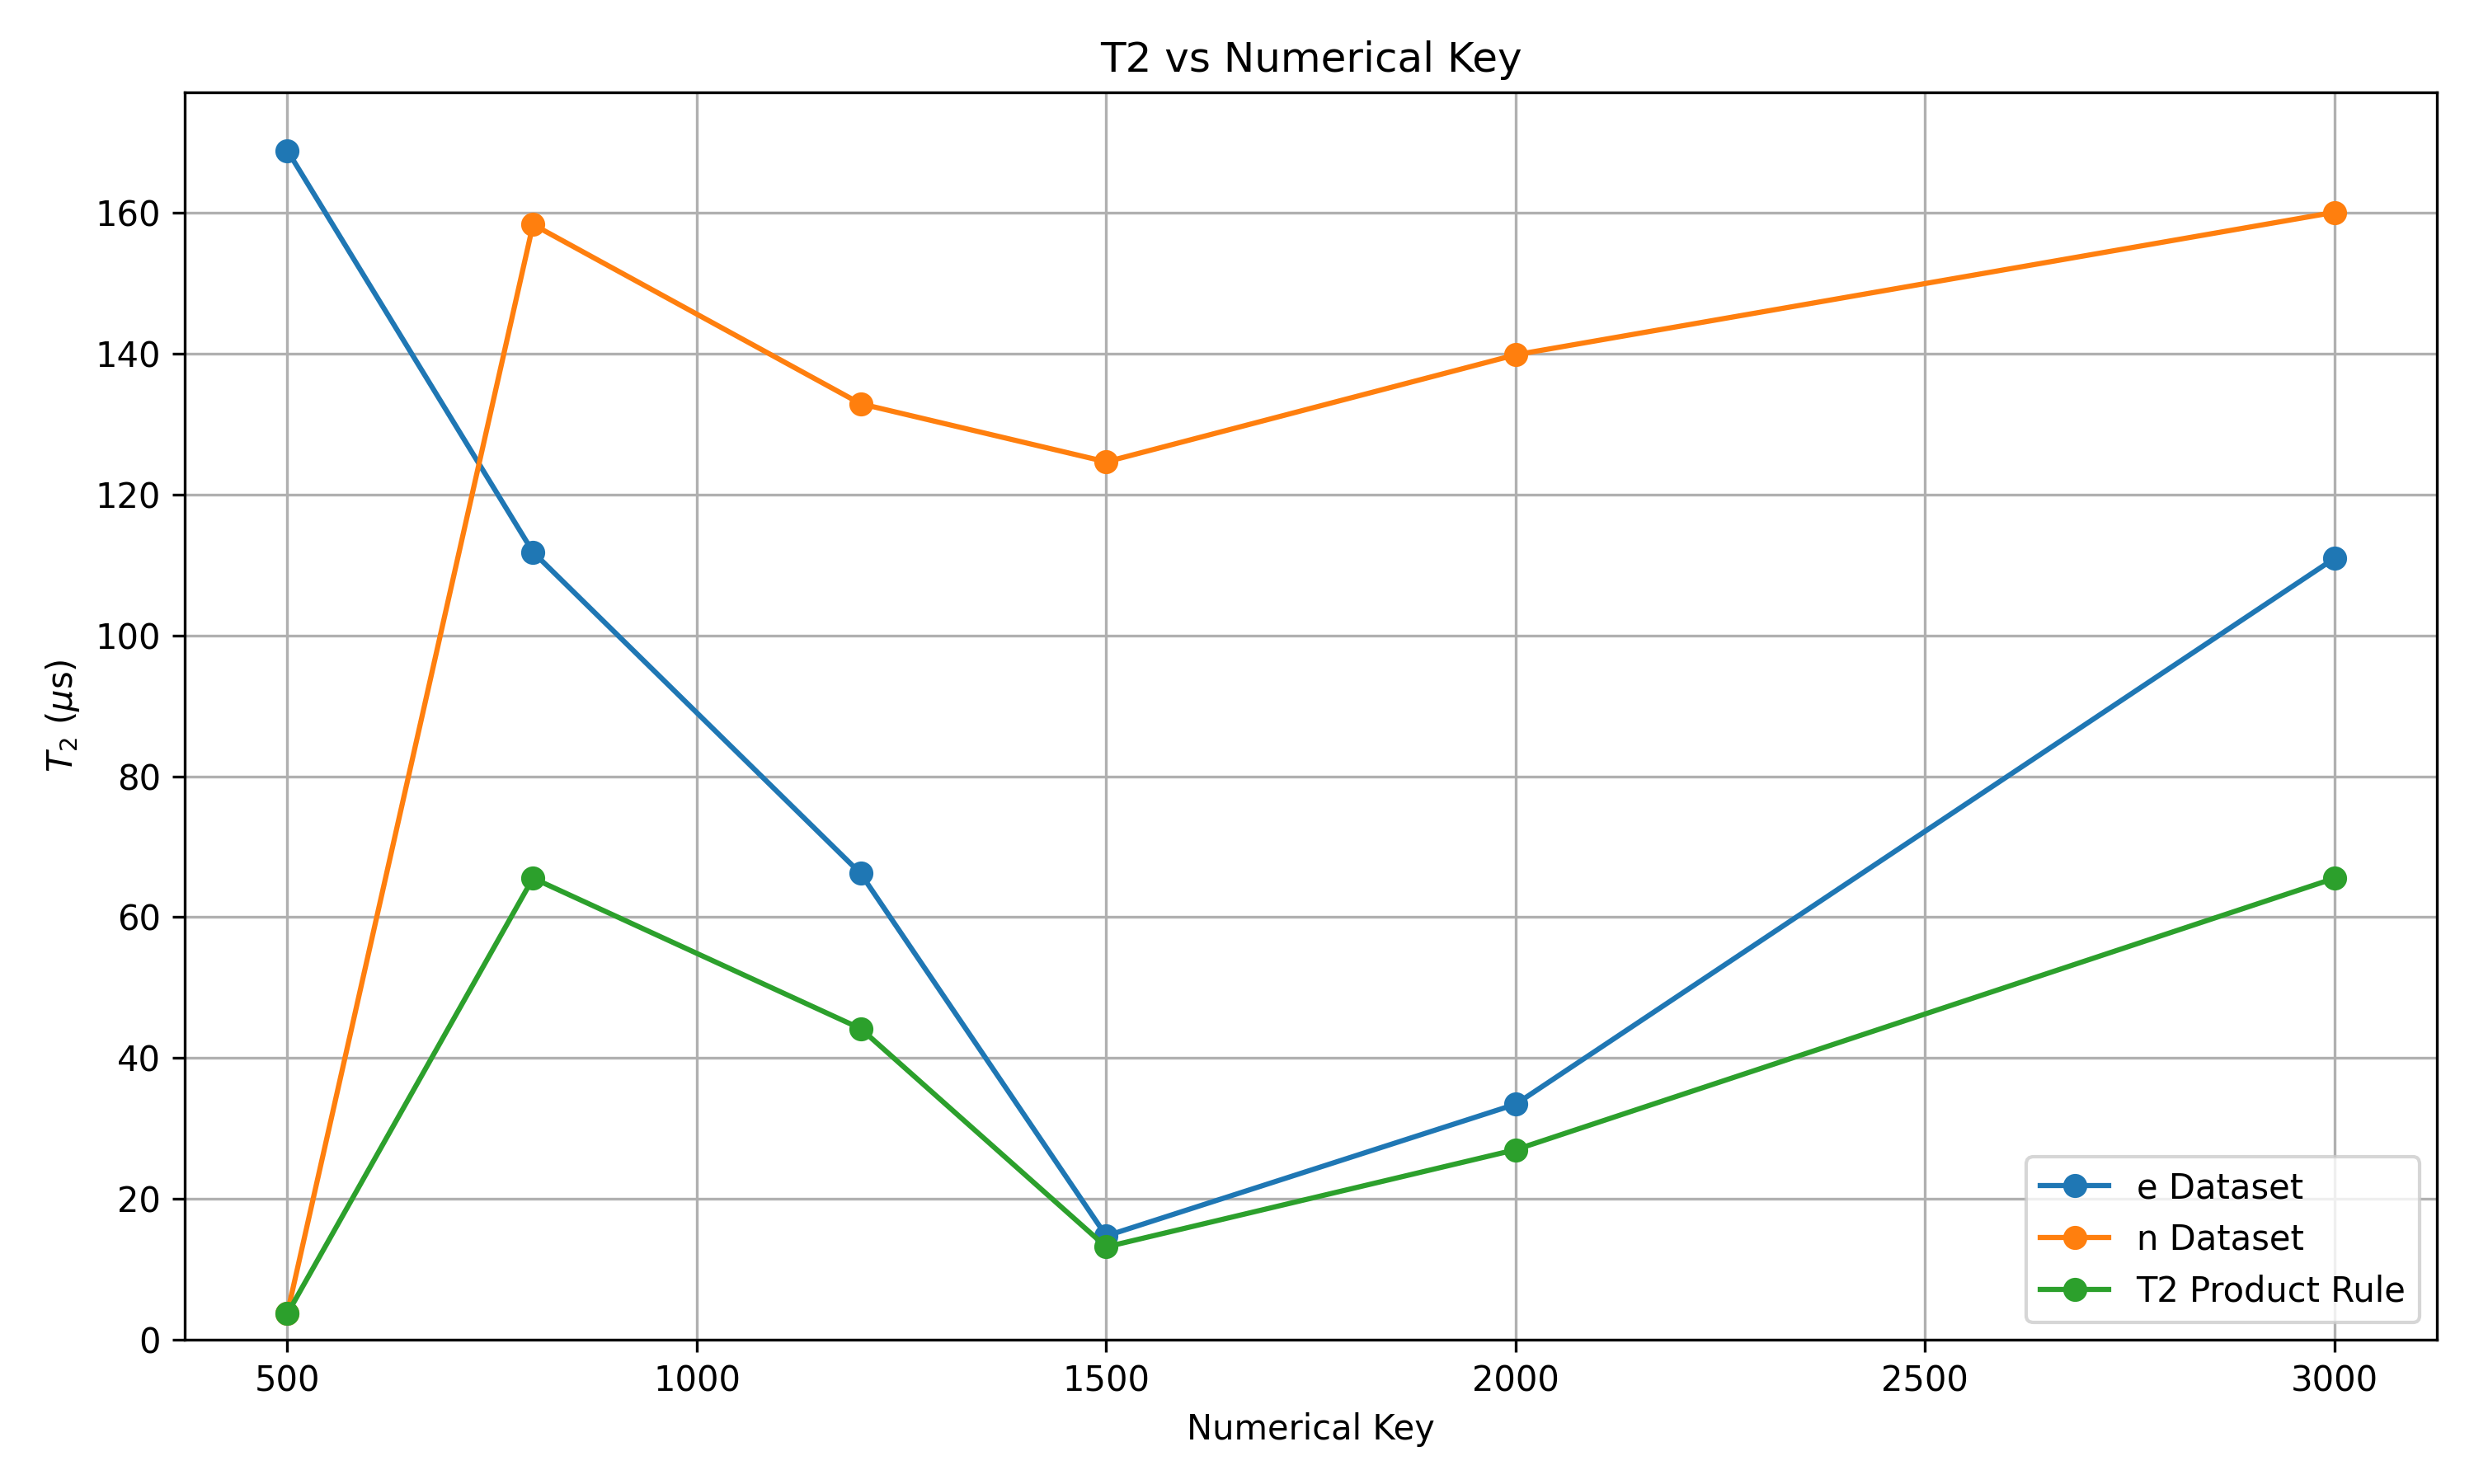 T2 vs Numerical Key
T₂ (μs)
160
140
120
100
80
60
40
20
0
500 1000 1500 2000 2500 3000
Numerical Key
e Dataset
n Dataset
T2 Product Rule